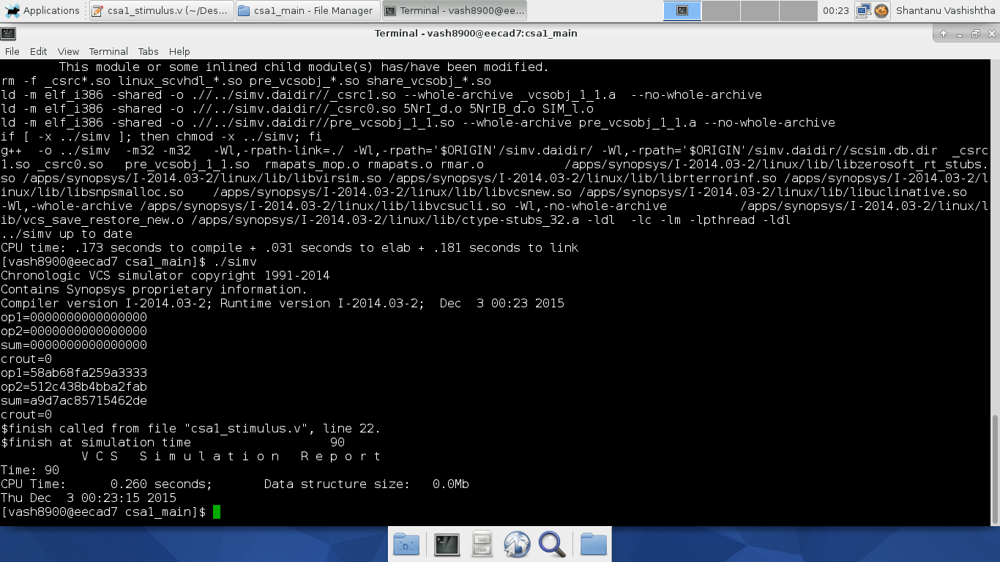 Applications csa1_stimulus.v (~/Des... csa1_main - File Manager Terminal - vash8900@ee... 00:23 Shantanu Vashishtha
Terminal - vash8900@eecad7:csa1_main
File Edit View Terminal Tabs Help
This module or some inlined child module(s) has/have been modified.
rm -f _csrc*.so linux_scvhdl_*.so pre_vcsobj_*.so share_vcsobj_*.so
ld -m elf_i386 -shared -o .//../simv.daidir//_csrc1.so --whole-archive _vcsobj_1_1.a  --no-whole-archive
ld -m elf_i386 -shared -o .//../simv.daidir//_csrc0.so 5NrI_d.o 5NrIB_d.o SIM_l.o
ld -m elf_i386 -shared -o .//../simv.daidir//pre_vcsobj_1_1.so --whole-archive pre_vcsobj_1_1.a --no-whole-archive
if [ -x ../simv ]; then chmod -x ../simv; fi
g++  -o ../simv  -m32 -m32   -Wl,-rpath-link=./ -Wl,-rpath='$ORIGIN'/simv.daidir/ -Wl,-rpath='$ORIGIN'/simv.daidir//scsim.db.dir  _csrc
1.so _csrc0.so   pre_vcsobj_1_1.so  rmapats_mop.o rmapats.o rmar.o        /apps/synopsys/I-2014.03-2/linux/lib/libzerosoft_rt_stubs.
so /apps/synopsys/I-2014.03-2/linux/lib/libvirsim.so /apps/synopsys/I-2014.03-2/linux/lib/librterrorinf.so /apps/synopsys/I-2014.03-2/l
inux/lib/libsnpsmalloc.so    /apps/synopsys/I-2014.03-2/linux/lib/libvcsnew.so /apps/synopsys/I-2014.03-2/linux/lib/libuclinative.so
-Wl,-whole-archive /apps/synopsys/I-2014.03-2/linux/lib/libvcsucli.so -Wl,-no-whole-archive          /apps/synopsys/I-2014.03-2/linux/l
ib/vcs_save_restore_new.o /apps/synopsys/I-2014.03-2/linux/lib/ctype-stubs_32.a -ldl  -lc -lm -lpthread -ldl
../simv up to date
CPU time: .173 seconds to compile + .031 seconds to elab + .181 seconds to link
[vash8900@eecad7 csa1_main]$ ./simv
Chronologic VCS simulator copyright 1991-2014
Contains Synopsys proprietary information.
Compiler version I-2014.03-2; Runtime version I-2014.03-2;  Dec  3 00:23 2015
op1=0000000000000000
op2=0000000000000000
sum=0000000000000000
crout=0
op1=58ab68fa259a3333
op2=512c438b4bba2fab
sum=a9d7ac85715462de
crout=0
$finish called from file "csa1_stimulus.v", line 22.
$finish at simulation time                   90
V C S   S i m u l a t i o n   R e p o r t
Time: 90
CPU Time:      0.260 seconds;       Data structure size:   0.0Mb
Thu Dec  3 00:23:15 2015
[vash8900@eecad7 csa1_main]$